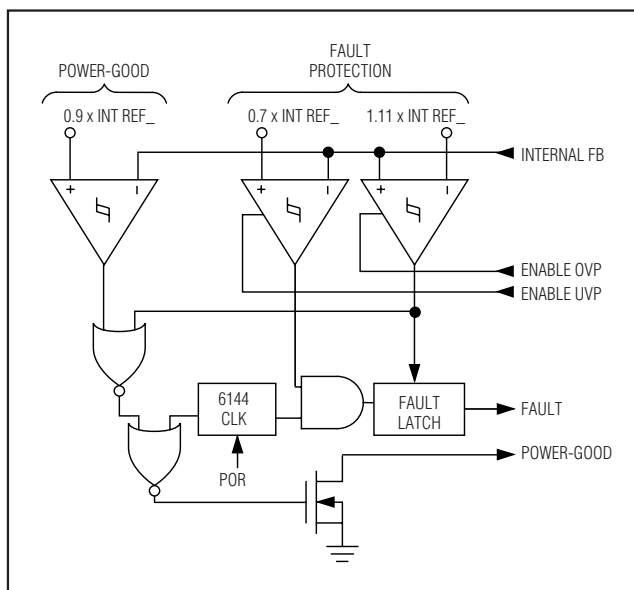 POWER-GOOD
FAULT
PROTECTION
0.9 x INT REF_
0.7 x INT REF_
1.11 x INT REF_
INTERNAL FB
+
–
+
–
+
–
ENABLE OVP
ENABLE UVP
6144
CLK
FAULT
LATCH
FAULT
POWER-GOOD
POR